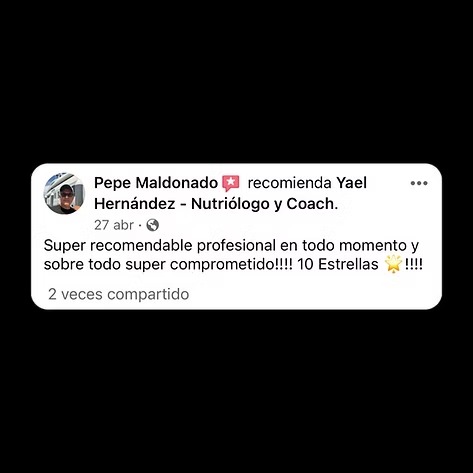 Pepe Maldonado recomienda Yael
Hernández - Nutriólogo y Coach.
27 abr ·
Super recomendable profesional en todo momento y
sobre todo super comprometido!!!! 10 Estrellas 🌟!!!!
2 veces compartido